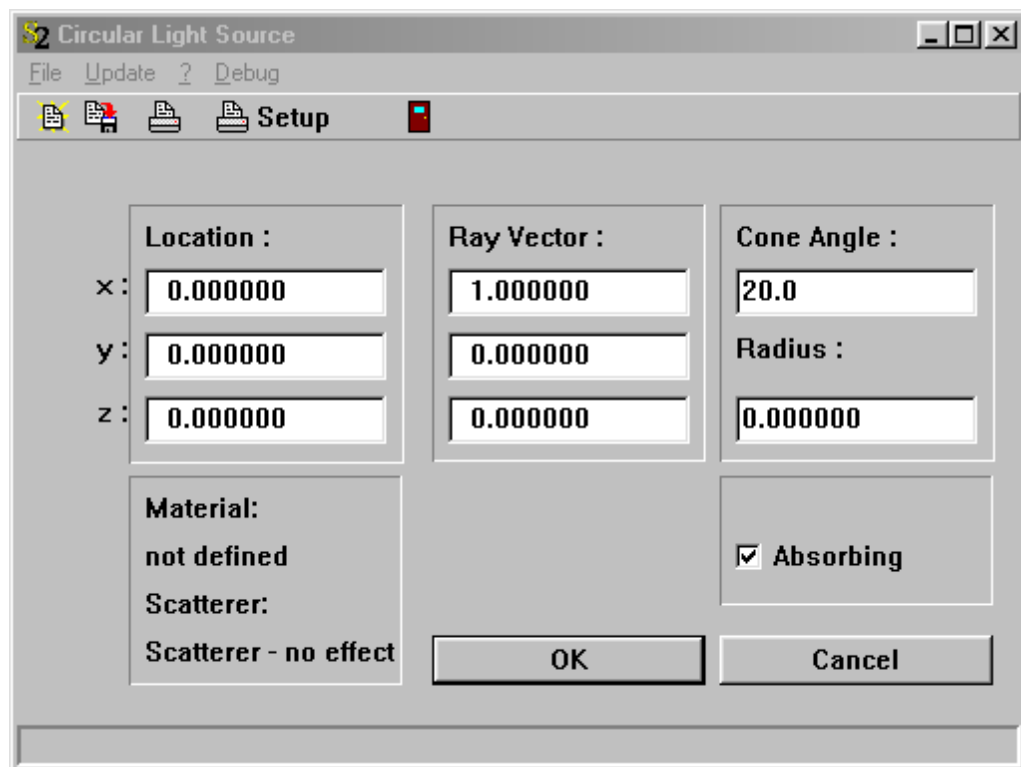 S2 Circular Light Source
File Update ? Debug
Setup
Location : Ray Vector : Cone Angle :
x: 0.000000 1.000000 20.0
y: 0.000000 0.000000 Radius :
z: 0.000000 0.000000 0.000000
Material:
not defined
Absorbing
Scatterer:
Scatterer - no effect
OK Cancel